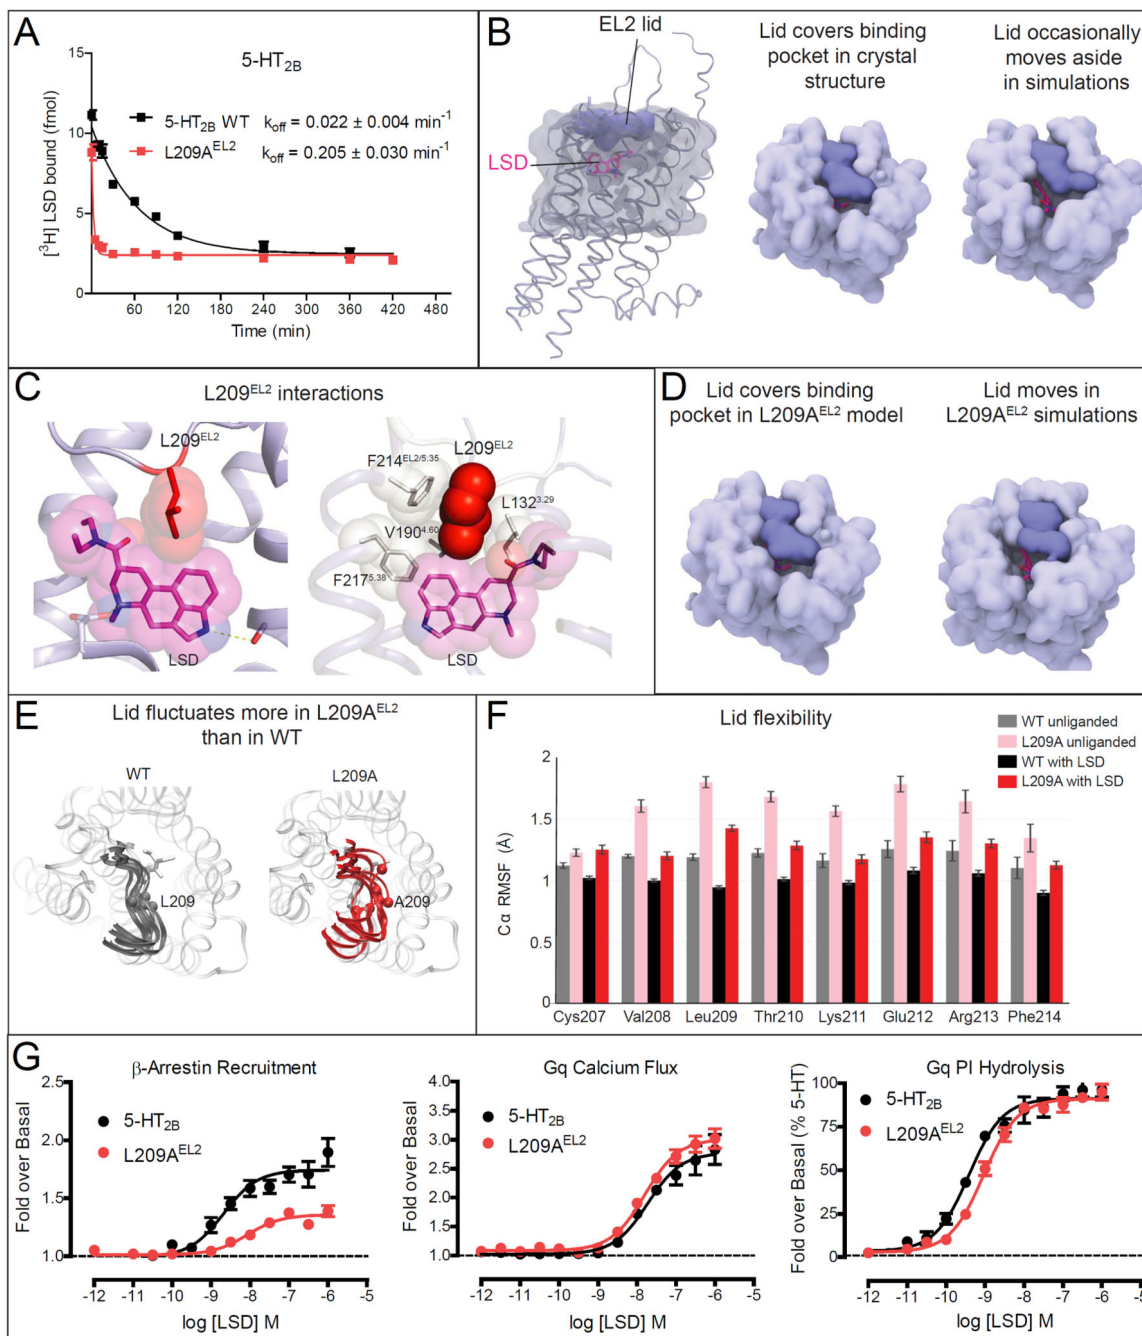 A
5-HT2B
[3H] LSD bound (fmol)
15
10
5
0
5-HT2B WT koff = 0.022 ± 0.004 min-1
L209AEL2 koff = 0.205 ± 0.030 min-1
60 120 180 240 300 360 420 480
Time (min)
B
EL2 lid
LSD
Lid covers binding
pocket in crystal
structure
Lid occasionally
moves aside
in simulations
C
L209EL2 interactions
L209EL2
LSD
L209EL2
F214EL2/5.35
L1323.29
V1904.60
F2175.38
LSD
D
Lid covers binding
pocket in L209AEL2 model
Lid moves in
L209AEL2 simulations
E
Lid fluctuates more in L209AEL2
than in WT
WT
L209
L209A
A209
F
Lid flexibility
WT unliganded
L209A unliganded
WT with LSD
L209A with LSD
Cα RMSF (Å)
2
1.5
1
0.5
0
Cys207 Val208 Leu209 Thr210 Lys211 Glu212 Arg213 Phe214
G
β-Arrestin Recruitment
Fold over Basal
2.5
2.0
1.5
1.0
5-HT2B
L209AEL2
-12 -11 -10 -9 -8 -7 -6 -5
log [LSD] M
Gq Calcium Flux
Fold over Basal
4.0
3.5
3.0
2.5
2.0
1.5
1.0
5-HT2B
L209AEL2
-12 -11 -10 -9 -8 -7 -6 -5
log [LSD] M
Gq PI Hydrolysis
Fold over Basal (% 5-HT)
100
75
50
25
0
5-HT2B
L209AEL2
-12 -11 -10 -9 -8 -7 -6 -5
log [LSD] M